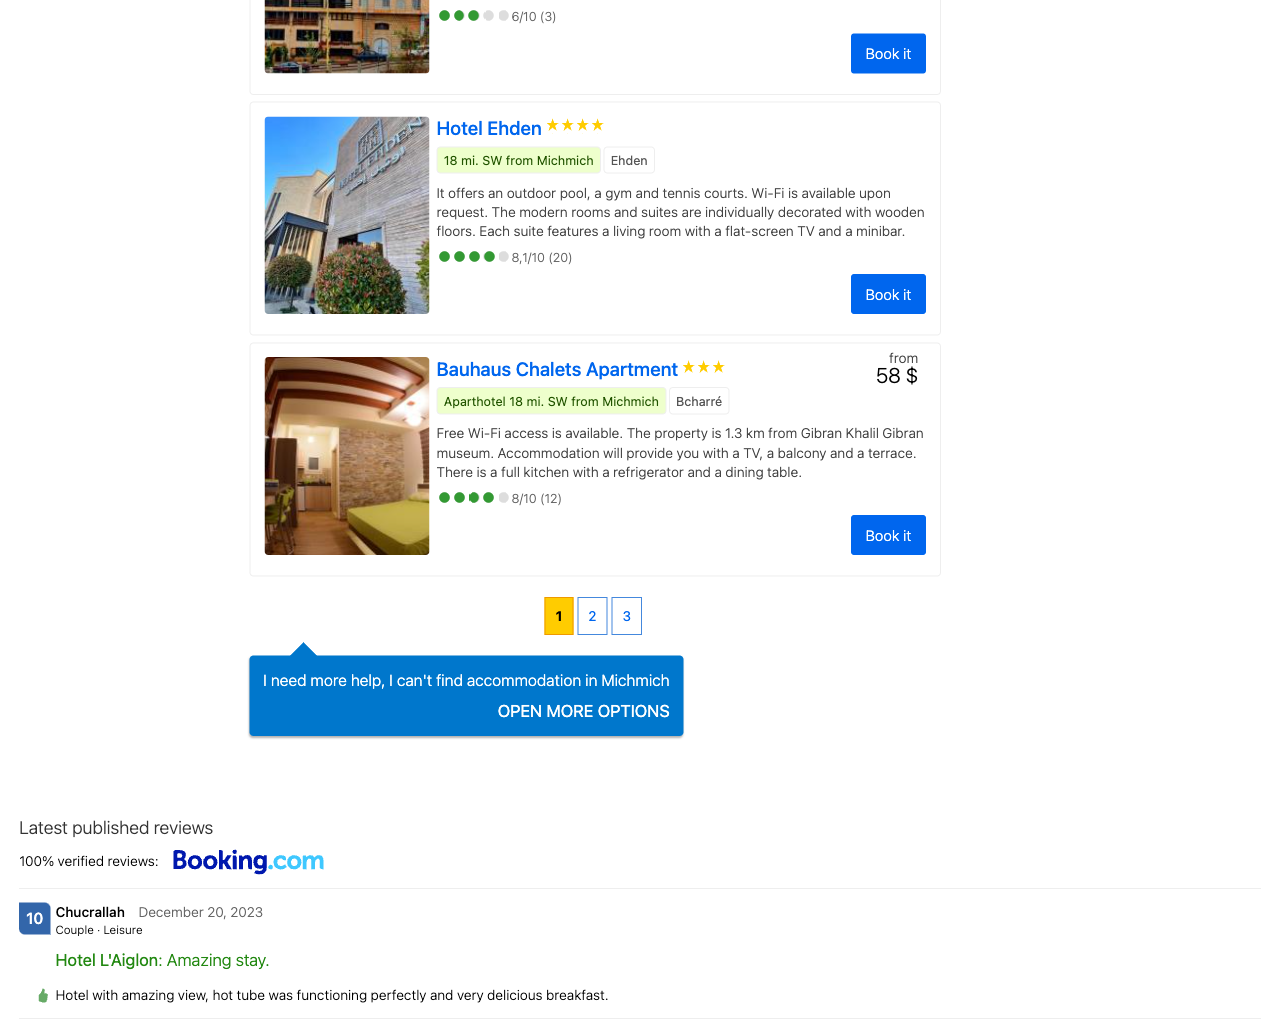 6/10 (3)
Book it
Hotel Ehden
18 mi. SW from Michmich
Ehden
It offers an outdoor pool, a gym and tennis courts. Wi-Fi is available upon
request. The modern rooms and suites are individually decorated with wooden
floors. Each suite features a living room with a flat-screen TV and a minibar.
8,1/10 (20)
Book it
HOTEL EHDEN
Bauhaus Chalets Apartment
from
58 $
Aparthotel 18 mi. SW from Michmich
Bcharré
Free Wi-Fi access is available. The property is 1.3 km from Gibran Khalil Gibran
museum. Accommodation will provide you with a TV, a balcony and a terrace.
There is a full kitchen with a refrigerator and a dining table.
8/10 (12)
Book it
1
2
3
I need more help, I can't find accommodation in Michmich
OPEN MORE OPTIONS
Latest published reviews
100% verified reviews:
Booking.com
10
Chucrallah
December 20, 2023
Couple · Leisure
Hotel L'Aiglon: Amazing stay.
Hotel with amazing view, hot tube was functioning perfectly and very delicious breakfast.